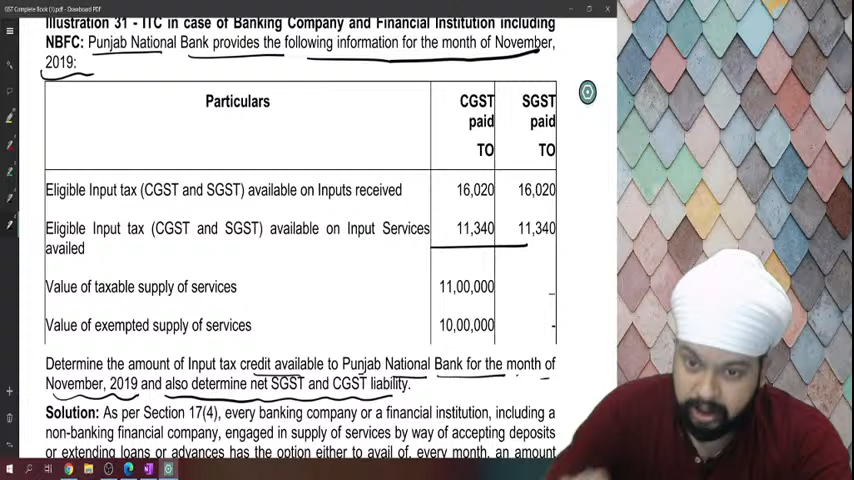 GST Complete Book (1).pdf - Drawboard PDF
Illustration 31 - ITC in case of Banking Company and Financial Institution including
NBFC: Punjab National Bank provides the following information for the month of November,
2019:
Particulars CGST paid TO SGST paid TO
Eligible Input tax (CGST and SGST) available on Inputs received 16,020 16,020
Eligible Input tax (CGST and SGST) available on Input Services availed 11,340 11,340
Value of taxable supply of services 11,00,000 _
Value of exempted supply of services 10,00,000 -
Determine the amount of Input tax credit available to Punjab National Bank for the month of
November, 2019 and also determine net SGST and CGST liability.
Solution: As per Section 17(4), every banking company or a financial institution, including a
non-banking financial company, engaged in supply of services by way of accepting deposits
or extending loans or advances has the option either to avail of, every month, an amount